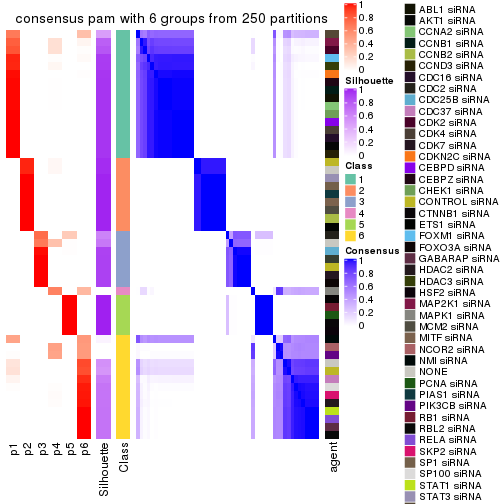 consensus pam with 6 groups from 250 partitions
1
0.8
0.6
0.4
0.2
0
Silhouette
1
0.8
0.6
0.4
0.2
0
Class
1
2
3
4
5
6
Consensus
1
0.8
0.6
0.4
0.2
0
p1
p2
p3
p4
p5
p6
Silhouette
Class
agent
ABL1 siRNA
AKT1 siRNA
CCNA2 siRNA
CCNB1 siRNA
CCNB2 siRNA
CCND3 siRNA
CDC16 siRNA
CDC2 siRNA
CDC25B siRNA
CDC37 siRNA
CDK2 siRNA
CDK4 siRNA
CDK7 siRNA
CDKN2C siRNA
CEBPD siRNA
CEBPZ siRNA
CHEK1 siRNA
CONTROL siRNA
CTNNB1 siRNA
ETS1 siRNA
FOXM1 siRNA
FOXO3A siRNA
GABARAP siRNA
HDAC2 siRNA
HDAC3 siRNA
HSF2 siRNA
MAP2K1 siRNA
MAPK1 siRNA
MCM2 siRNA
MITF siRNA
NCOR2 siRNA
NMI siRNA
NONE
PCNA siRNA
PIAS1 siRNA
PIK3CB siRNA
RB1 siRNA
RBL2 siRNA
RELA siRNA
SKP2 siRNA
SP1 siRNA
SP100 siRNA
STAT1 siRNA
STAT3 siRNA